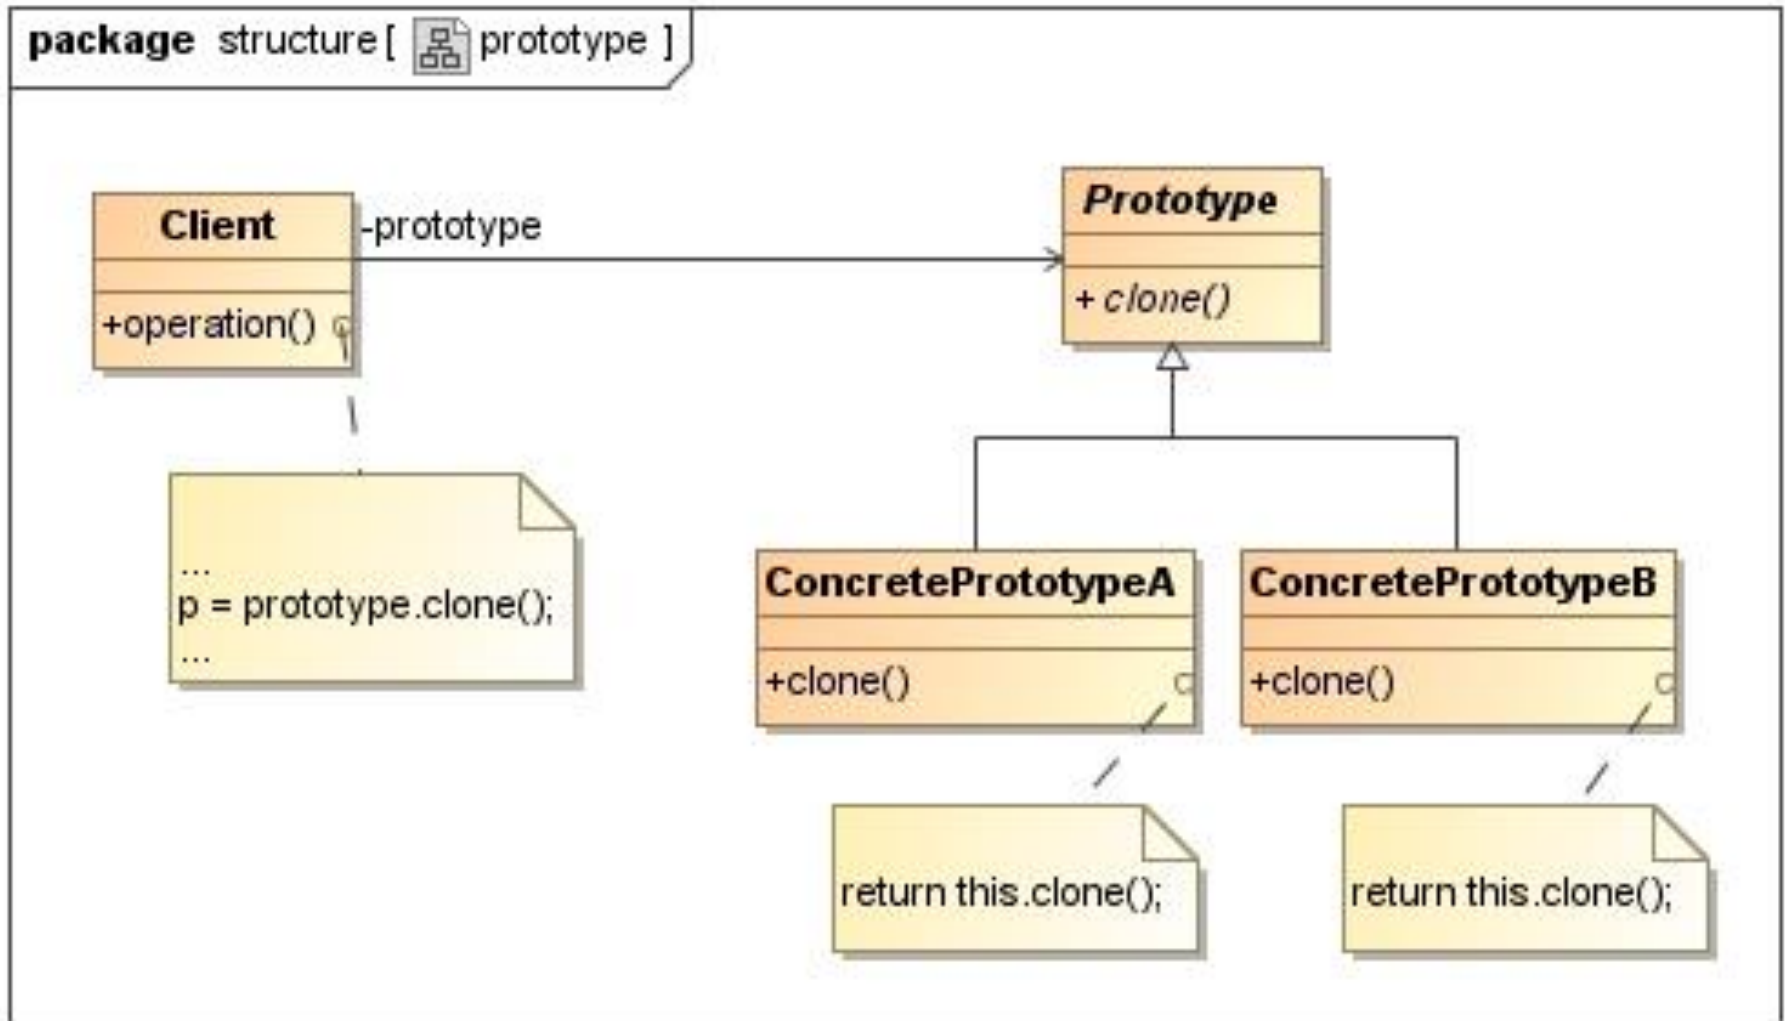 package structure[ prototype ]
Client
-prototype
+operation()
Prototype
+ clone()
...
p = prototype.clone();
...
ConcretePrototypeA
+clone()
ConcretePrototypeB
+clone()
return this.clone();
return this.clone();